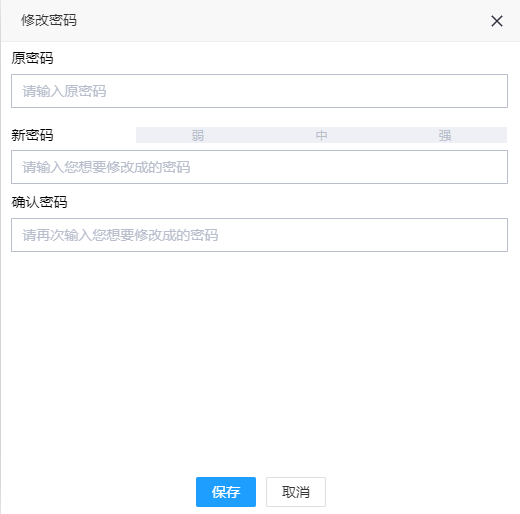 修改密码
原密码
请输入原密码
新密码 弱 中 强
请输入您想要修改成的密码
确认密码
请再次输入您想要修改成的密码
保存 取消